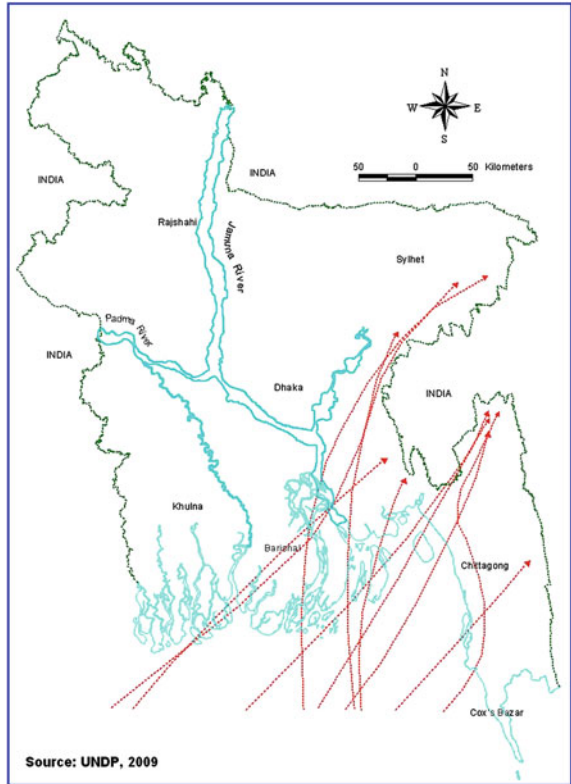 N
W E
S
INDIA
INDIA
50 0 50 Kilometers
Rajshahi
Jamuna River
Sylhet
Padma River
INDIA
Dhaka
INDIA
Khulna
Barishal
Chittagong
Cox's Bazar
Source: UNDP, 2009